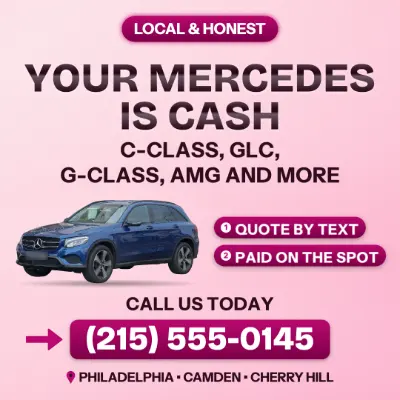 LOCAL & HONEST
YOUR MERCEDES
IS CASH
C-CLASS, GLC,
G-CLASS, AMG AND MORE
1 QUOTE BY TEXT
2 PAID ON THE SPOT
CALL US TODAY
(215) 555-0145
PHILADELPHIA • CAMDEN • CHERRY HILL